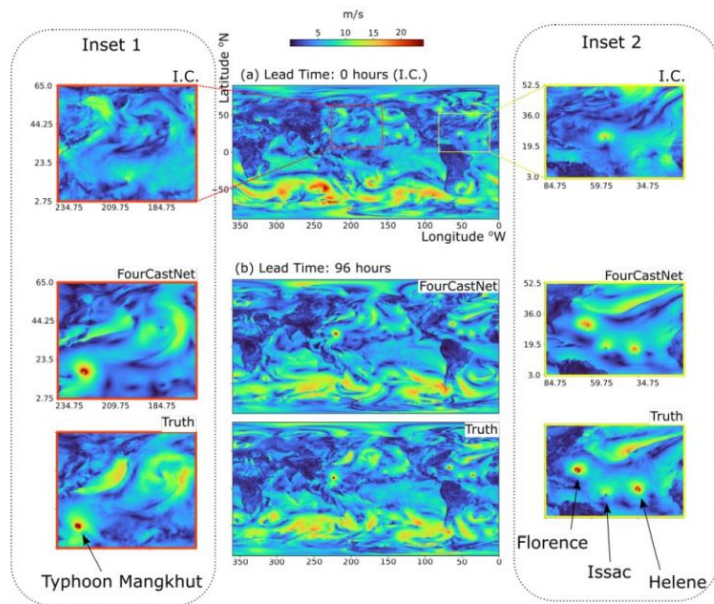 m/s
5 10 15 20
Inset 1
Inset 2
I.C.
65.0
44.25
23.5
2.75
234.75 209.75 184.75
Latitude °N
(a) Lead Time: 0 hours (I.C.)
50
0
−50
350 300 250 200 150 100 50 0
Longitude °W
I.C.
52.5
36.0
19.5
3.0
84.75 59.75 34.75
FourCastNet
65.0
44.25
23.5
2.75
234.75 209.75 184.75
(b) Lead Time: 96 hours
FourCastNet
FourCastNet
52.5
36.0
19.5
3.0
84.75 59.75 34.75
Truth
Typhoon Mangkhut
Truth
350 300 250 200 150 100 50 0
Truth
Florence
Issac
Helene